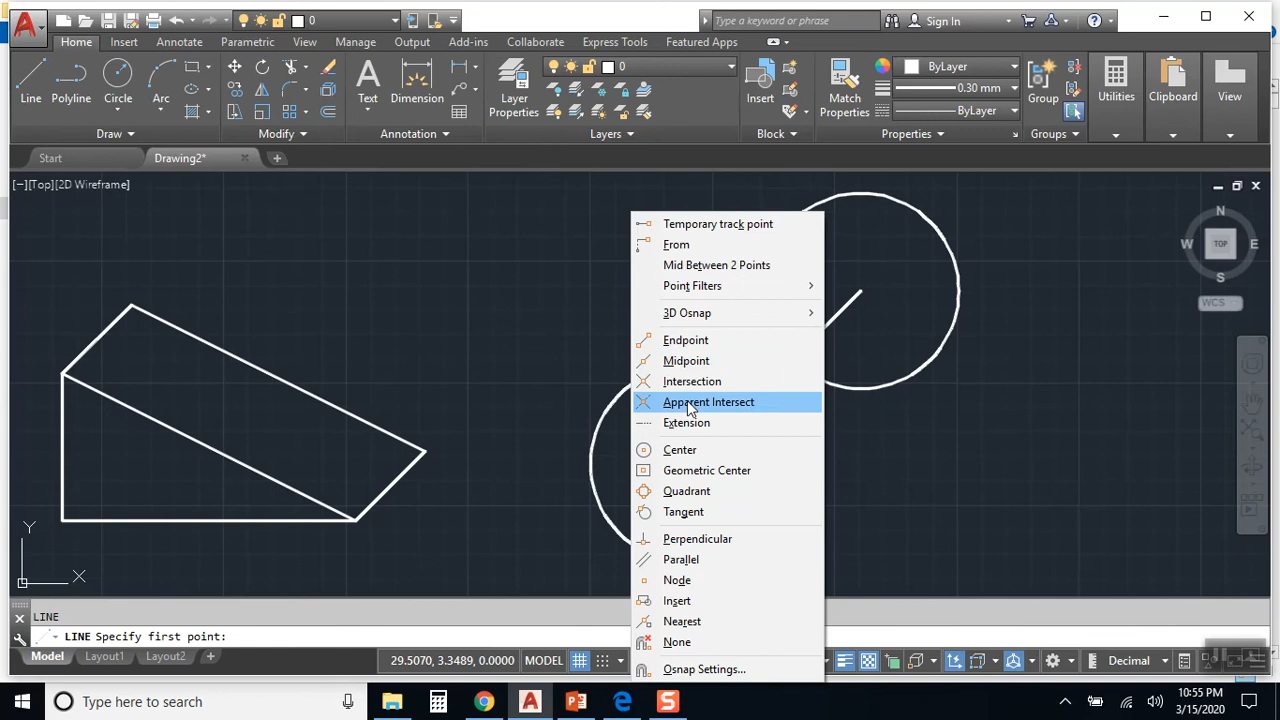 0
Type a keyword or phrase
Sign In
Home
Insert
Annotate
Parametric
View
Manage
Output
Add-ins
Collaborate
Express Tools
Featured Apps
Line
Polyline
Circle
Arc
Text
Dimension
Layer
Properties
0
Insert
Match
Properties
ByLayer
0.30 mm
ByLayer
Group
Utilities
Clipboard
View
Draw
Modify
Annotation
Layers
Block
Properties
Groups
Start
Drawing2*
[−][Top][2D Wireframe]
N
W
TOP
E
S
WCS
Temporary track point
From
Mid Between 2 Points
Point Filters
3D Osnap
Endpoint
Midpoint
Intersection
Apparent Intersect
Extension
Center
Geometric Center
Quadrant
Tangent
Perpendicular
Parallel
Node
Insert
Nearest
None
Osnap Settings...
Y
X
LINE
LINE Specify first point:
Model
Layout1
Layout2
29.5070, 3.3489, 0.0000
MODEL
Decimal
Type here to search
10:55 PM
3/15/2020